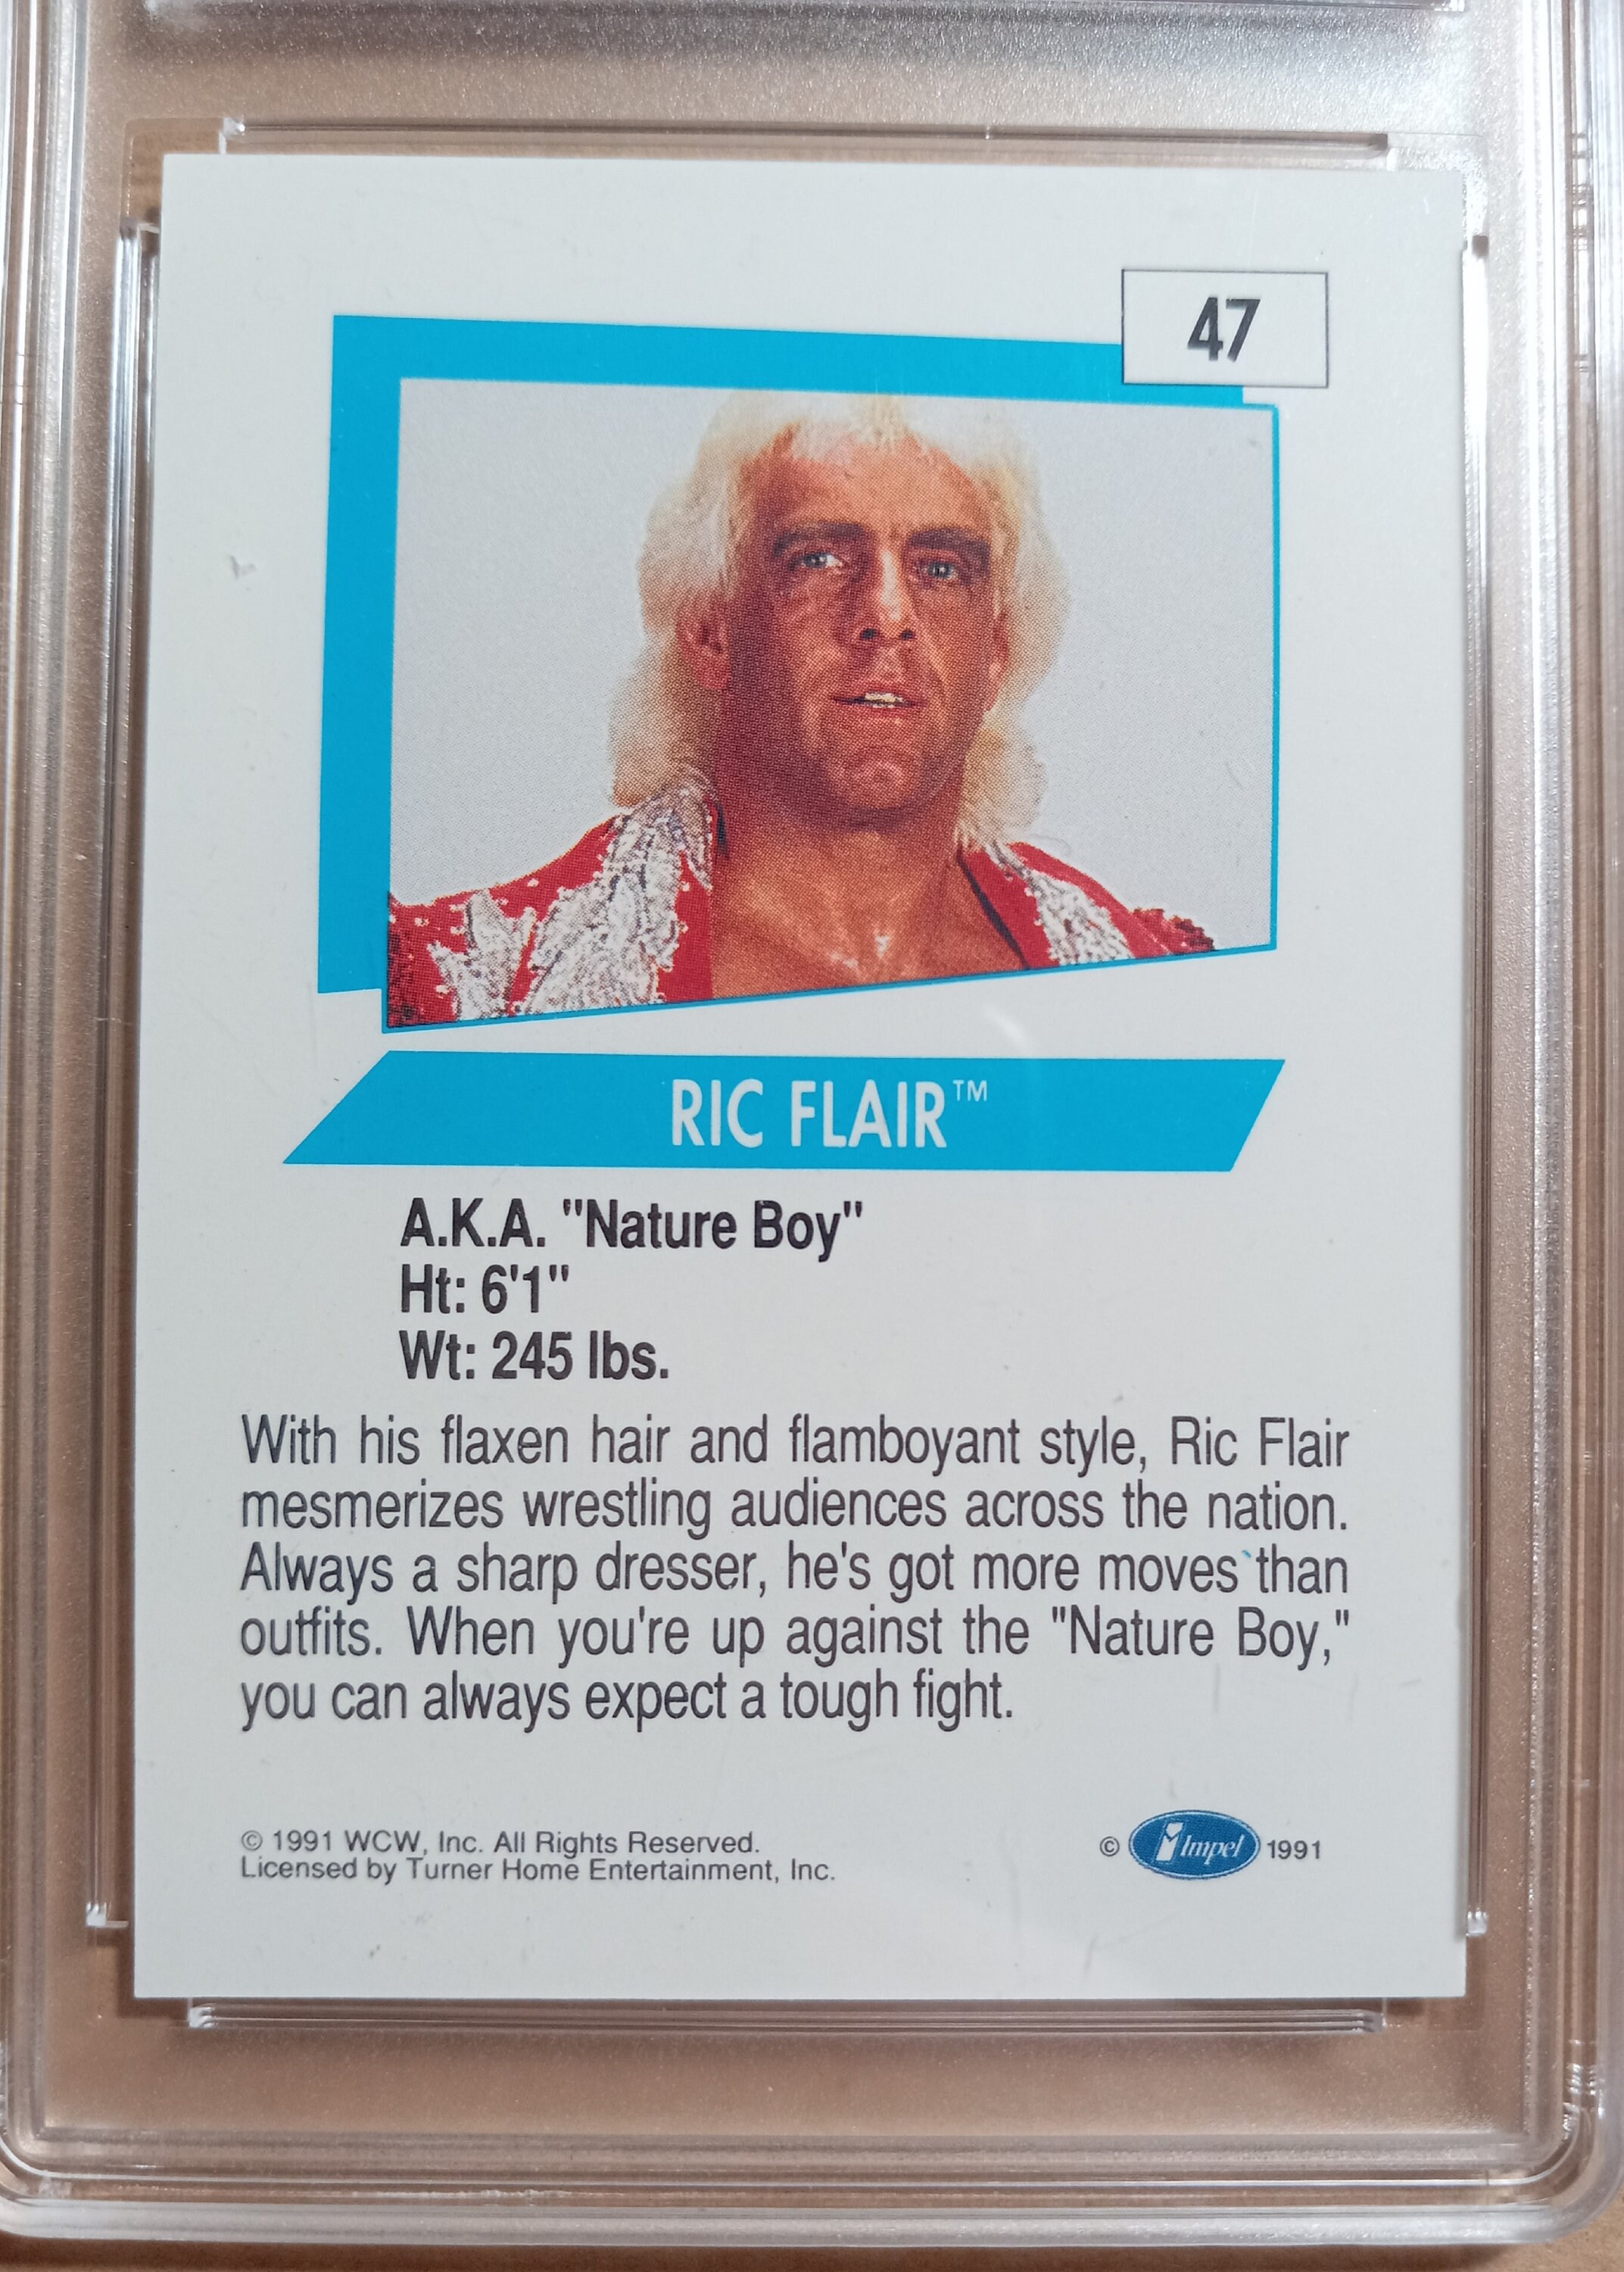 47
RIC FLAIR™
A.K.A. "Nature Boy"
Ht: 6'1"
Wt: 245 lbs.
With his flaxen hair and flamboyant style, Ric Flair
mesmerizes wrestling audiences across the nation.
Always a sharp dresser, he's got more moves than
outfits. When you're up against the "Nature Boy,"
you can always expect a tough fight.
© 1991 WCW, Inc. All Rights Reserved.
Licensed by Turner Home Entertainment, Inc.
© Impel 1991